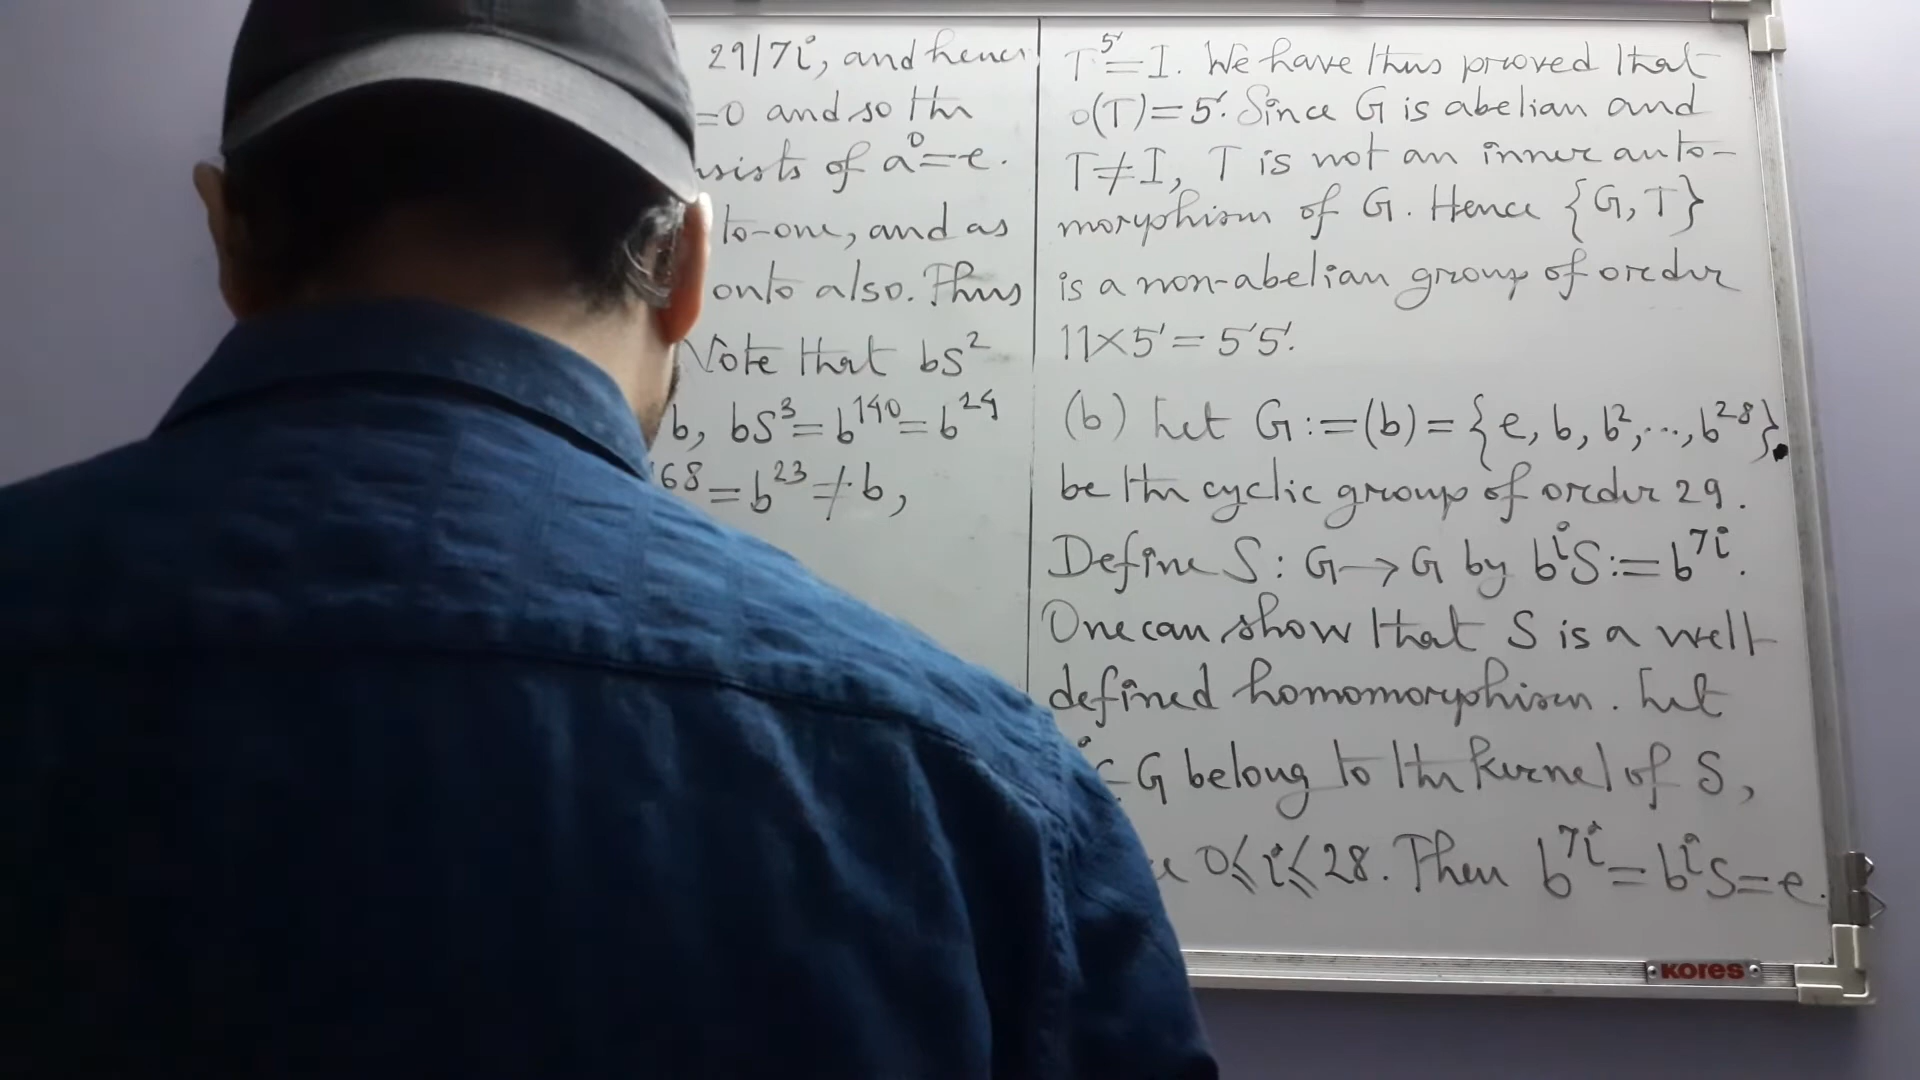 29/7i, and hence
=0 and so the
sists of a⁰=e.
to-one, and as
onto also. Thus
Note that bS²
b, bS³=b¹⁴⁰=b²⁴
⁶⁸=b²³≠b,
T⁵=I. We have thus proved that
o(T)=5. Since G is abelian and
T≠I, T is not an inner auto-
morphism of G. Hence {G,T}
is a non-abelian group of order
11×5=55.
(b) Let G:=(b)={e,b,b²,...,b²⁸}
be the cyclic group of order 29.
Define S: G→G by bⁱS:=b⁷ⁱ.
One can show that S is a well
defined homomorphism. Let
G belong to the kernel of S,
0≤i≤28. Then b⁷ⁱ=bⁱS=e.
KORES